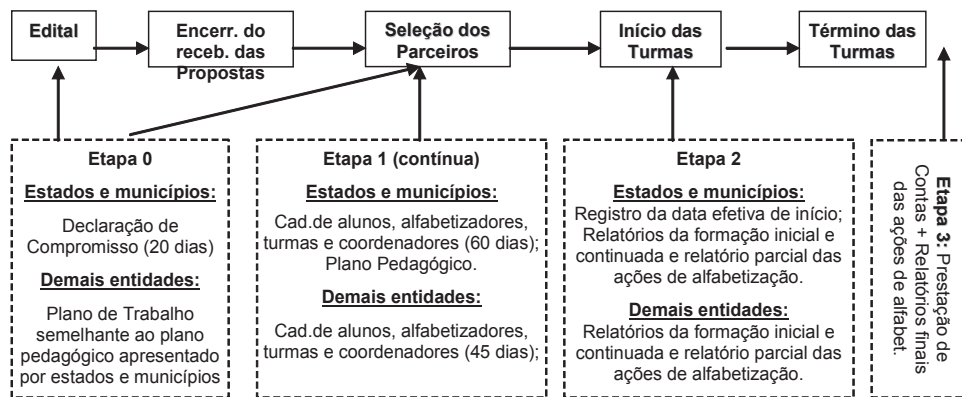 Edital
Encerr. do
receb. das
Propostas
Seleção dos
Parceiros
Início das
Turmas
Término das
Turmas
Etapa 0
Estados e municípios:
Declaração de
Compromisso (20 dias)
Demais entidades:
Plano de Trabalho
semelhante ao plano
pedagógico apresentado
por estados e municípios
Etapa 1 (contínua)
Estados e municípios:
Cad.de alunos, alfabetizadores,
turmas e coordenadores (60 dias);
Plano Pedagógico.
Demais entidades:
Cad.de alunos, alfabetizadores,
turmas e coordenadores (45 dias);
Etapa 2
Estados e municípios:
Registro da data efetiva de início;
Relatórios da formação inicial e
continuada e relatório parcial das
ações de alfabetização.
Demais entidades:
Relatórios da formação inicial e
continuada e relatório parcial das
ações de alfabetização.
Etapa 3: Prestação de
Contas + Relatórios finais
das ações de alfabet.